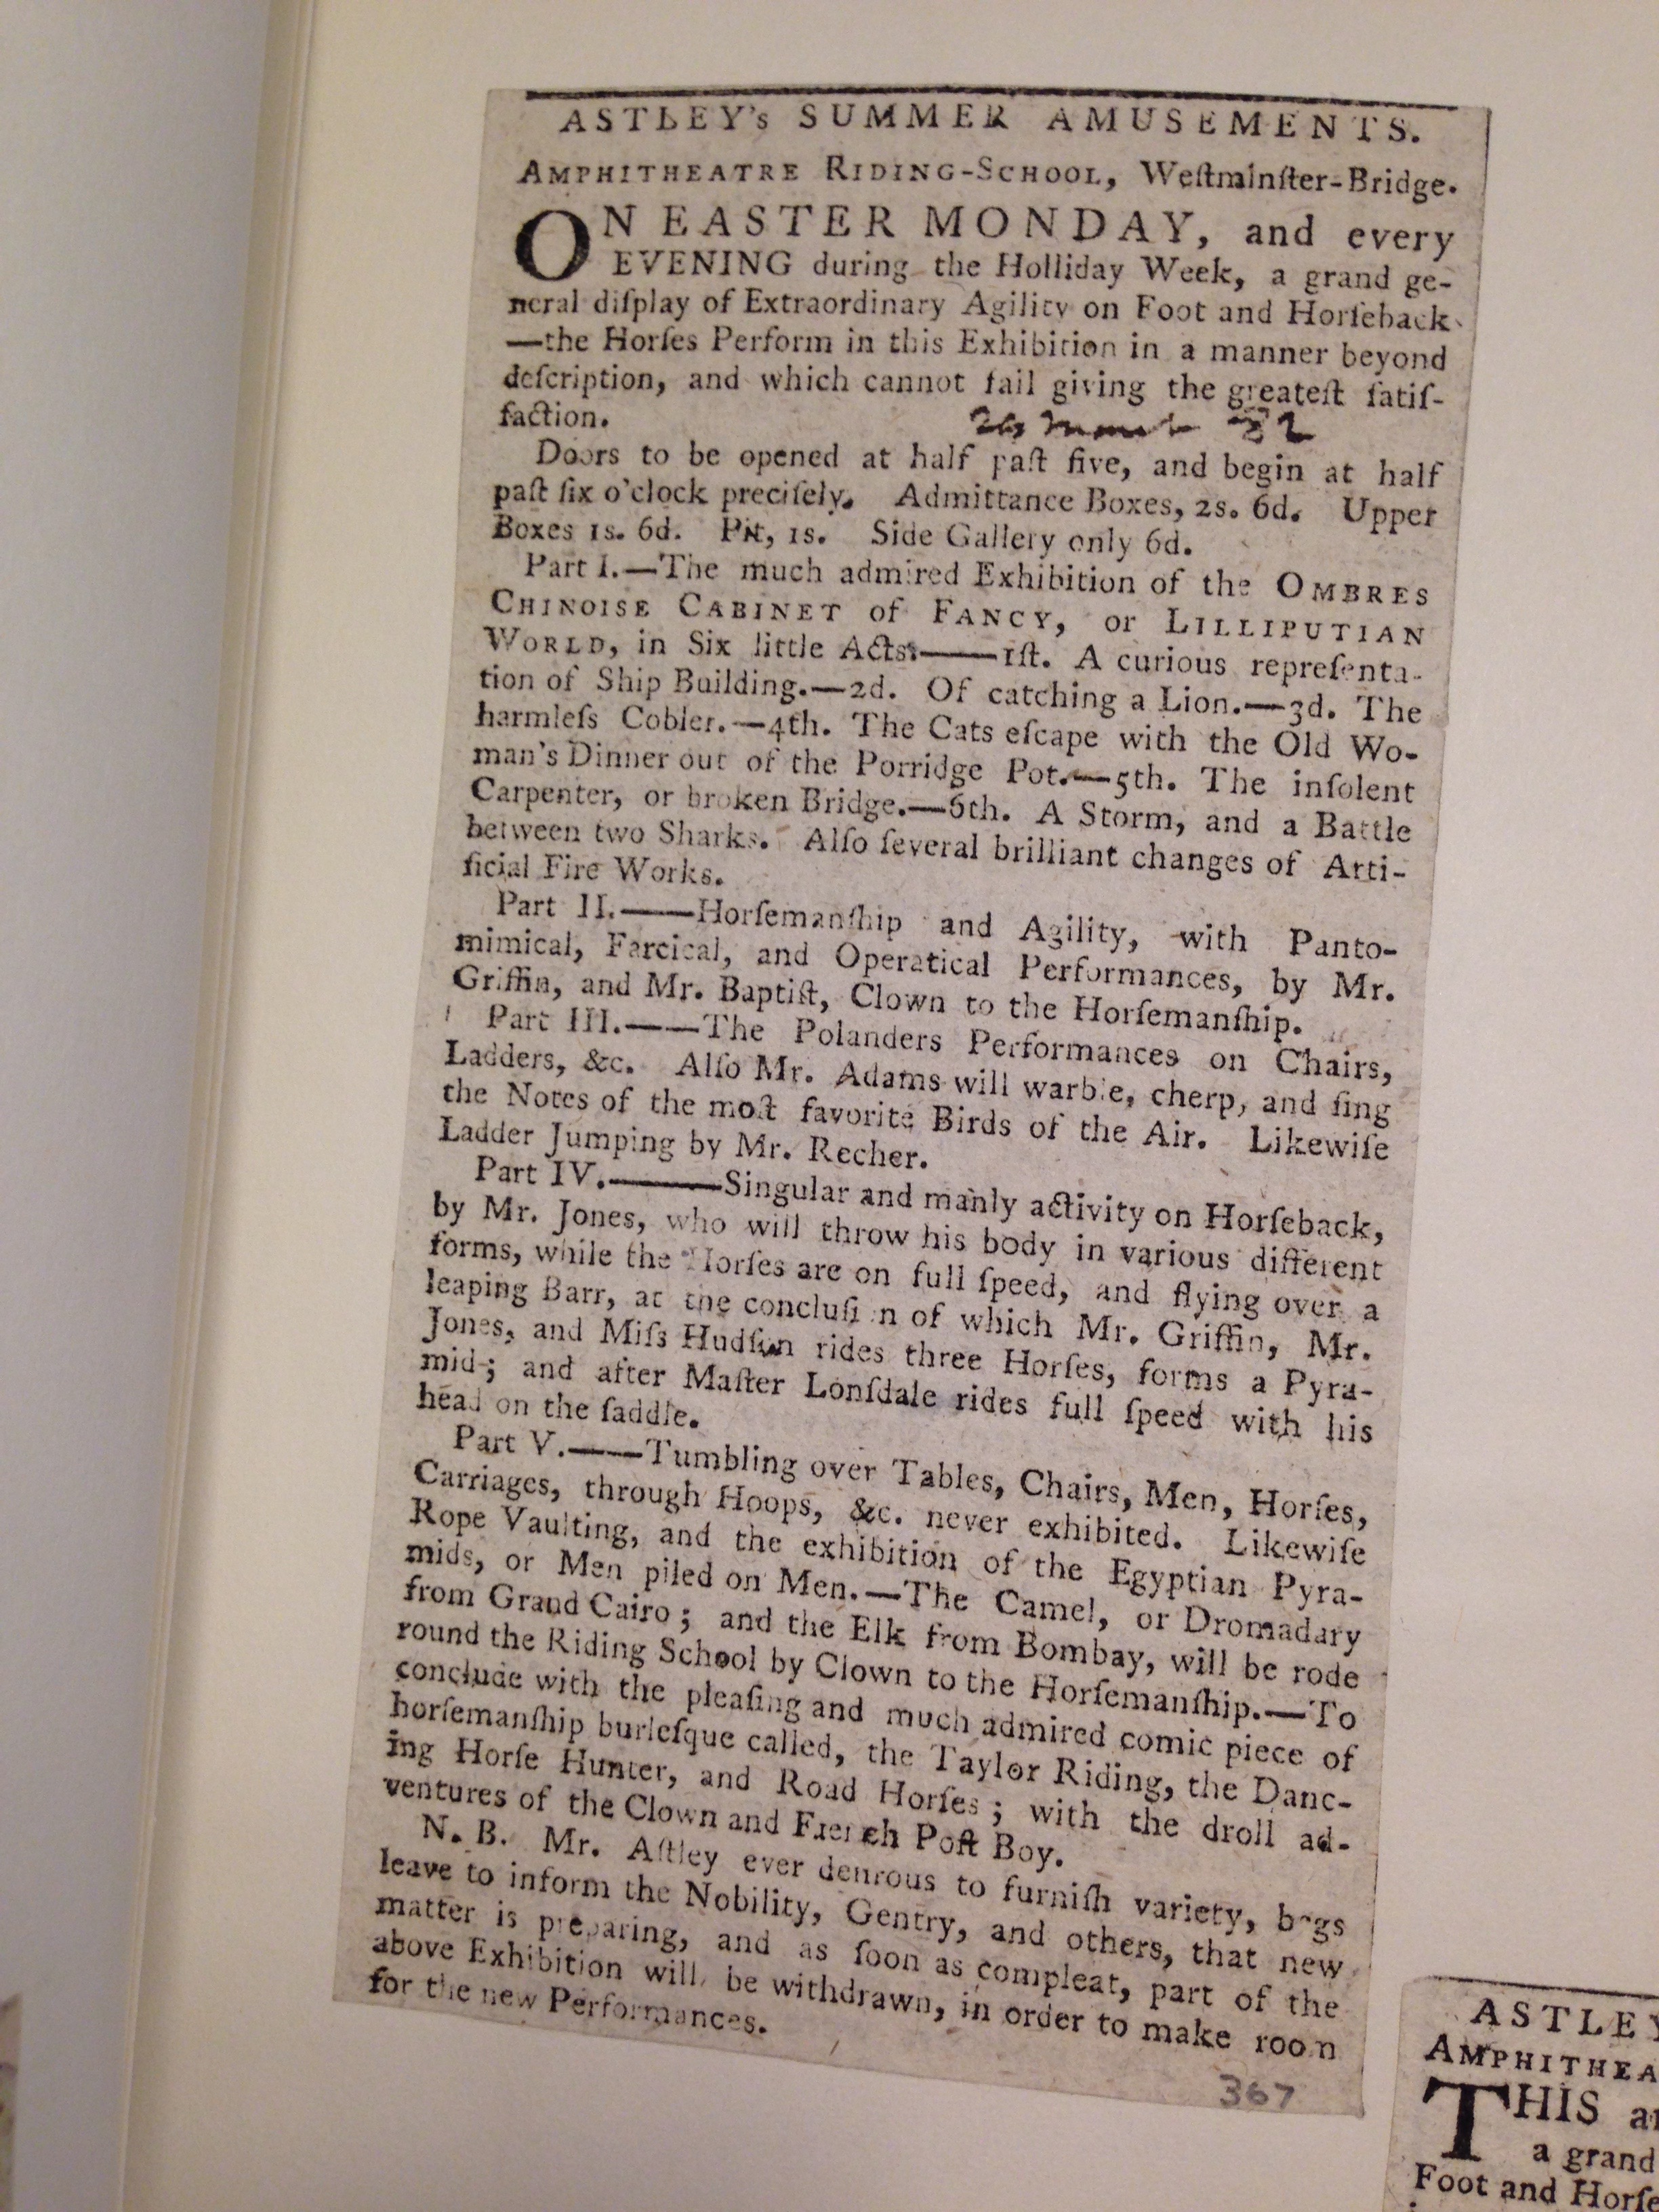 ASTLEY's SUMMER AMUSEMENTS.
AMPHITHEATRE RIDING-SCHOOL, Weſtminſter-Bridge.
ON EASTER MONDAY, and every
EVENING during the Holliday Week, a grand ge-
neral diſplay of Extraordinary Agility on Foot and Horſeback
—the Horſes Perform in this Exhibition in a manner beyond
deſcription, and which cannot fail giving the greateſt ſatiſ-
faction.
Doors to be opened at half paſt five, and begin at half
paſt ſix o'clock preciſely. Admittance Boxes, 2s. 6d. Upper
Boxes 1s. 6d. Pit, 1s. Side Gallery only 6d.
Part I.—The much admired Exhibition of the OMBRES
CHINOISE CABINET of FANCY, or LILLIPUTIAN
WORLD, in Six little Acts:——1ſt. A curious repreſenta-
tion of Ship Building.—2d. Of catching a Lion.—3d. The
harmleſs Cobler.—4th. The Cats eſcape with the Old Wo-
man's Dinner out of the Porridge Pot.—5th. The inſolent
Carpenter, or broken Bridge.—6th. A Storm, and a Battle
between two Sharks. Alſo ſeveral brilliant changes of Arti-
ficial Fire Works.
Part II.——Horſemanſhip and Agility, with Panto-
mimical, Farcical, and Operatical Performances, by Mr.
Griffin, and Mr. Baptiſt, Clown to the Horſemanſhip.
Part III.——The Polanders Performances on Chairs,
Ladders, &c. Alſo Mr. Adams will warble, cherp, and ſing
the Notes of the moſt favorite Birds of the Air. Likewiſe
Ladder Jumping by Mr. Recher.
Part IV.———Singular and manly activity on Horſeback,
by Mr. Jones, who will throw his body in various different
forms, while the Horſes are on full ſpeed, and flying over a
leaping Barr, at the concluſi n of which Mr. Griffin, Mr.
Jones, and Miſs Hudſon rides three Horſes, forms a Pyra-
mid; and after Maſter Lonſdale rides full ſpeed with his
head on the ſaddle.
Part V.——Tumbling over Tables, Chairs, Men, Horſes,
Carriages, through Hoops, &c. never exhibited. Likewiſe
Rope Vaulting, and the exhibition of the Egyptian Pyra-
mids, or Men piled on Men.—The Camel, or Dromadary
from Grand Cairo; and the Elk from Bombay, will be rode
round the Riding School by Clown to the Horſemanſhip.—To
conclude with the pleaſing and much admired comic piece of
horſemanſhip burleſque called, the Taylor Riding, the Danc-
ing Horſe Hunter, and Road Horſes; with the droll ad-
ventures of the Clown and French Poſt Boy.
N. B. Mr. Aſtley ever deſirous to furniſh variety, begs
leave to inform the Nobility, Gentry, and others, that new
matter is preparing, and as ſoon as compleat, part of the
above Exhibition will be withdrawn, in order to make room
for the new Performances.
367
ASTLEY
AMPHITHEA
THIS
a grand
Foot and Horſe